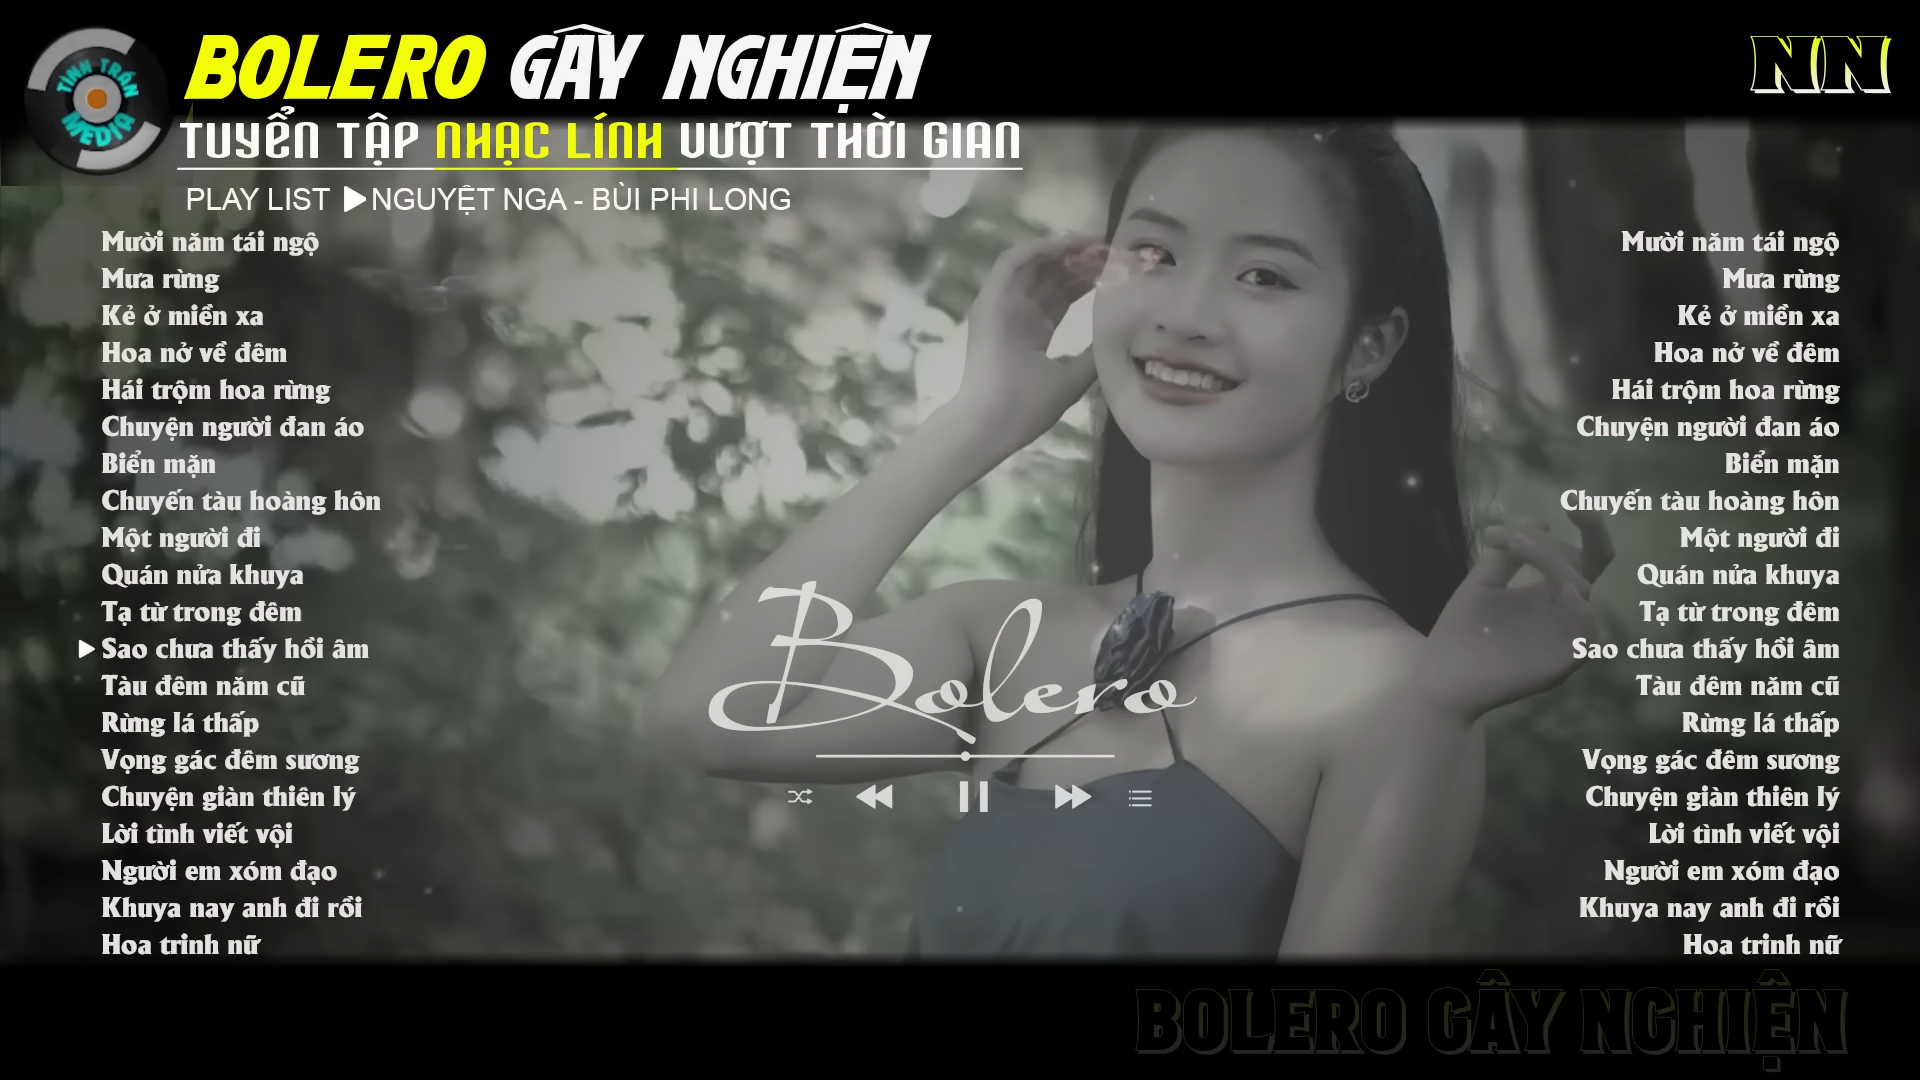 TÌNH TRẦN
MEDIA
BOLERO GÂY NGHIỆN
NN
TUYỂN TẬP NHẠC LÍNH VƯỢT THỜI GIAN
PLAY LIST ▶NGUYỆT NGA - BÙI PHI LONG
Mười năm tái ngộ
Mưa rừng
Kẻ ở miền xa
Hoa nở về đêm
Hái trộm hoa rừng
Chuyện người đan áo
Biển mặn
Chuyến tàu hoàng hôn
Một người đi
Quán nửa khuya
Tạ từ trong đêm
Sao chưa thấy hồi âm
Tàu đêm năm cũ
Rừng lá thấp
Vọng gác đêm sương
Chuyện giàn thiên lý
Lời tình viết vội
Người em xóm đạo
Khuya nay anh đi rồi
Hoa trinh nữ
Bolero
Mười năm tái ngộ
Mưa rừng
Kẻ ở miền xa
Hoa nở về đêm
Hái trộm hoa rừng
Chuyện người đan áo
Biển mặn
Chuyến tàu hoàng hôn
Một người đi
Quán nửa khuya
Tạ từ trong đêm
Sao chưa thấy hồi âm
Tàu đêm năm cũ
Rừng lá thấp
Vọng gác đêm sương
Chuyện giàn thiên lý
Lời tình viết vội
Người em xóm đạo
Khuya nay anh đi rồi
Hoa trinh nữ
BOLERO GÂY NGHIỆN